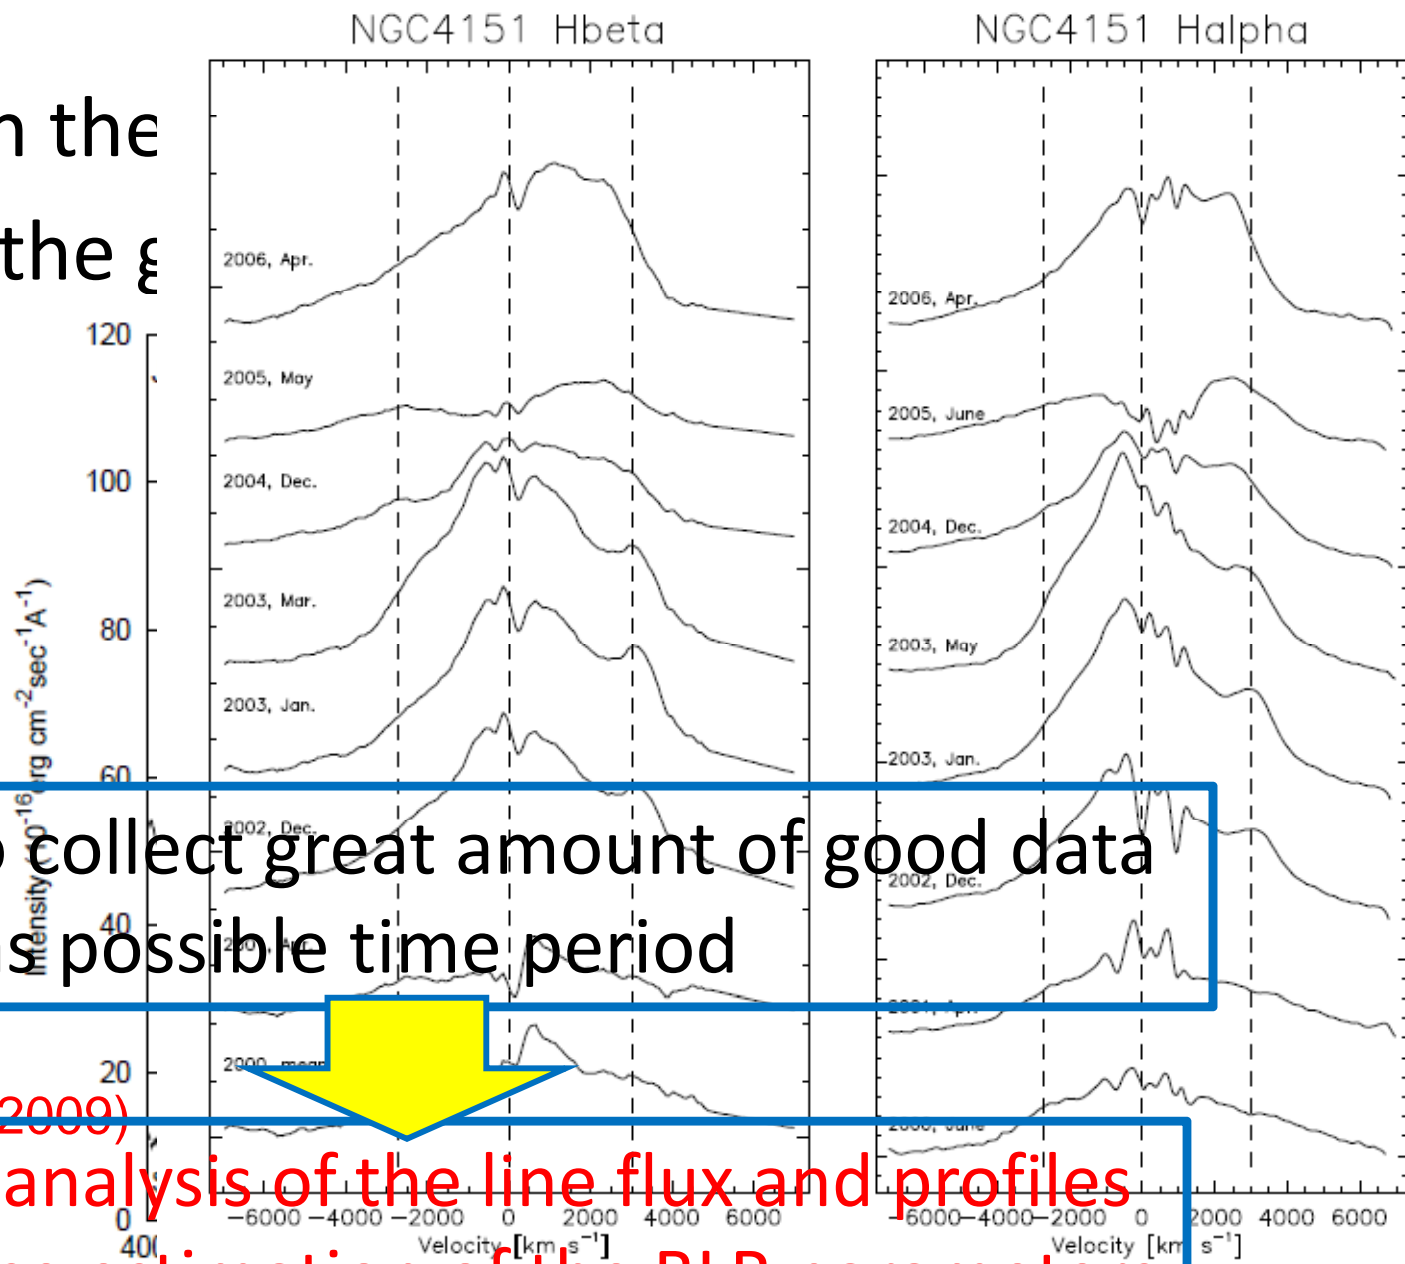 NGC4151 Hbeta
NGC4151 Halpha
the
the
2006, Apr.
2005, May
2004, Dec.
2003, Mar.
2003, Jan.
2002, Dec.
2006, Apr.
2005, June
2004, Dec.
2003, May
2003, Jan.
2002, Dec.
120
100
80
60
40
20
0
collect great amount of good data
possible time period
2009)
analysis of the line flux and profiles
−6000 −4000 −2000 0 2000 4000 6000
−6000 −4000 −2000 0 2000 4000 6000
Velocity [km s⁻¹]
Velocity [km s⁻¹]